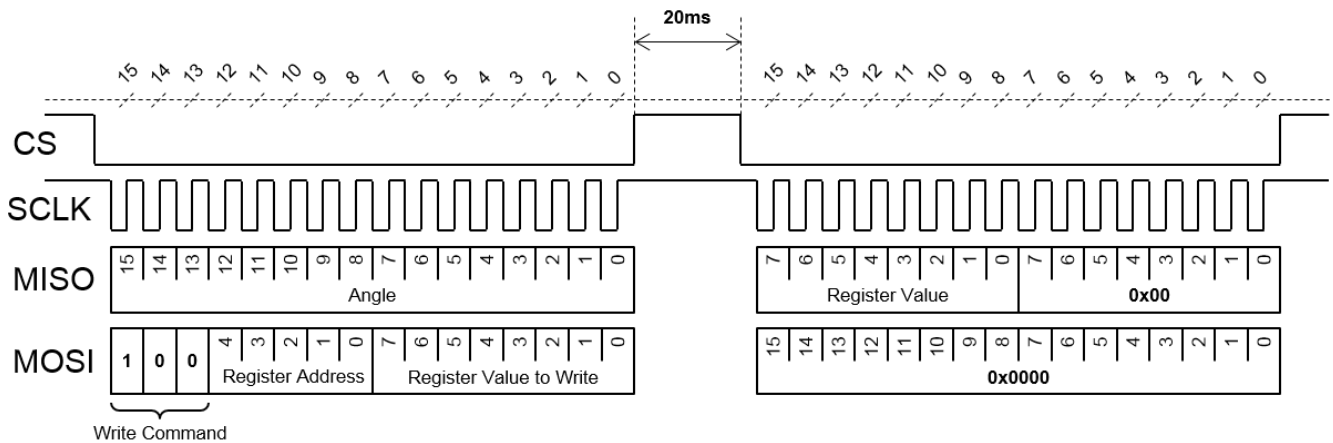 20ms
15 14 13 12 11 10 9 8 7 6 5 4 3 2 1 0 15 14 13 12 11 10 9 8 7 6 5 4 3 2 1 0
CS
SCLK
MISO 15 14 13 12 11 10 9 8 7 6 5 4 3 2 1 0 7 6 5 4 3 2 1 0 7 6 5 4 3 2 1 0
Angle Register Value 0x00
MOSI 1 0 0 4 3 2 1 0 7 6 5 4 3 2 1 0 15 14 13 12 11 10 9 8 7 6 5 4 3 2 1 0
Register Address Register Value to Write 0x0000
Write Command